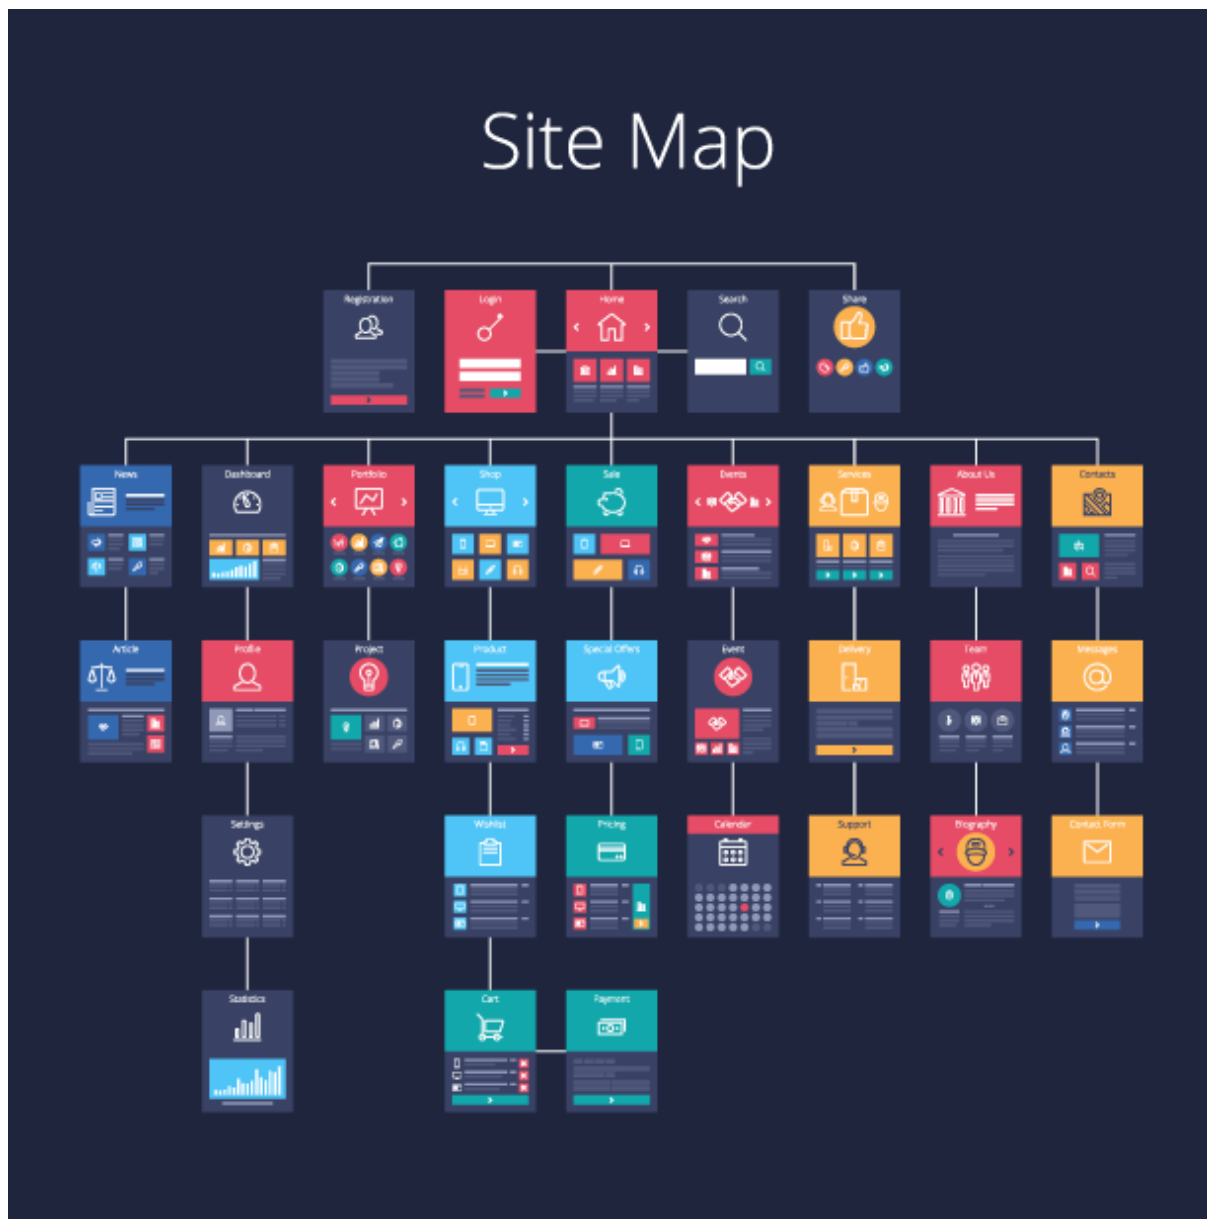 Site Map
Registration
Login
Home
Search
Share
News
Dashboard
Portfolio
Shop
Sale
Events
Services
About Us
Contacts
Article
Profile
Project
Product
Special Offers
Event
Delivery
Team
Messages
Settings
Wishlist
Pricing
Calender
Support
Biography
Contact Form
Statistics
Cart
Payment